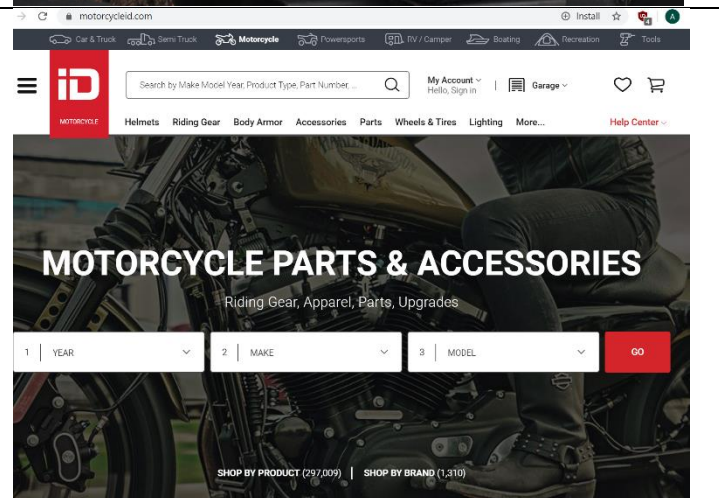 motorcycleid.com
Install
4
A
Car & Truck Semi Truck Motorcycle Powersports RV / Camper Boating Recreation Tools
iD
MOTORCYCLE
Search by Make Model Year, Product Type, Part Number, ...
My Account
Hello, Sign in
Garage
Helmets Riding Gear Body Armor Accessories Parts Wheels & Tires Lighting More... Help Center
HARLEY-DAVIDSON
MOTORCYCLE PARTS & ACCESSORIES
Riding Gear, Apparel, Parts, Upgrades
1 YEAR 2 MAKE 3 MODEL GO
SHOP BY PRODUCT (297,009) | SHOP BY BRAND (1,310)